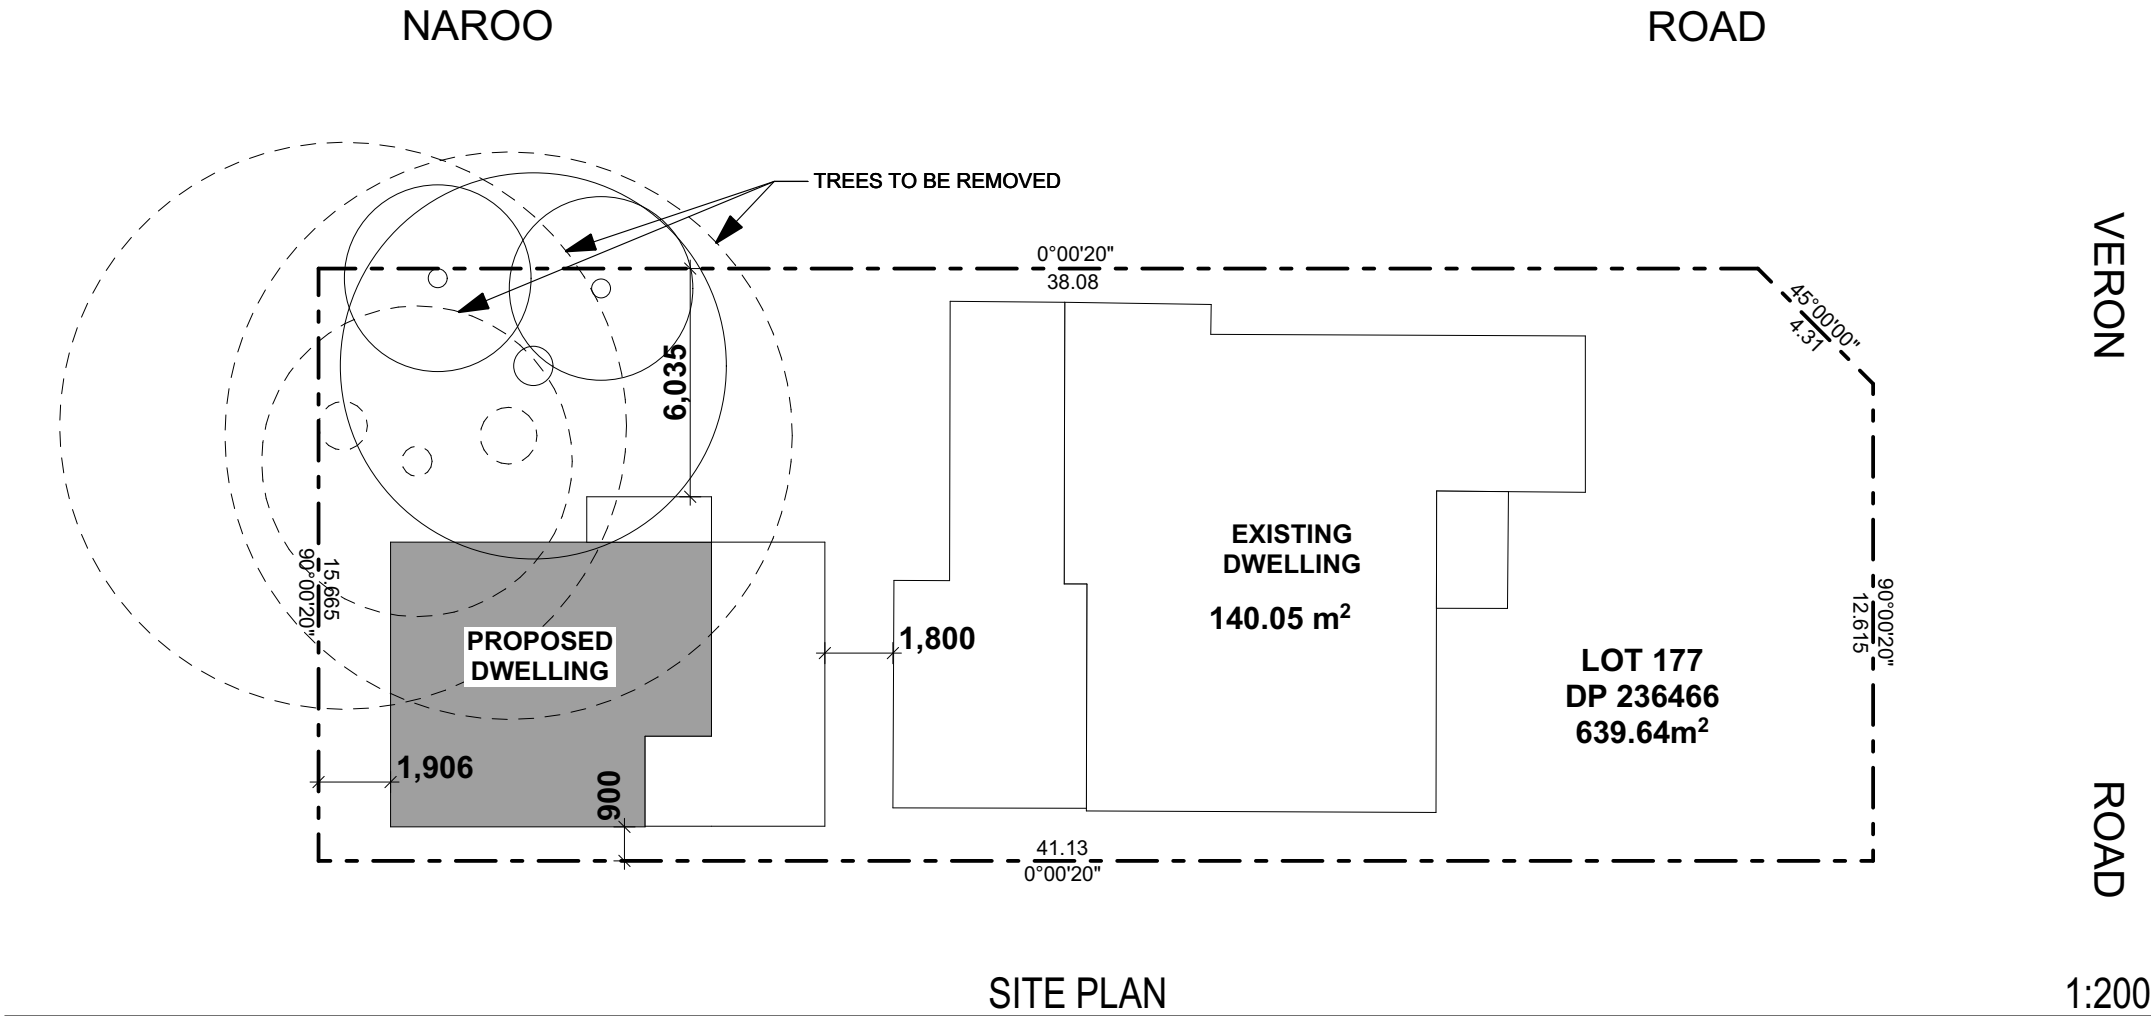 NAROO ROAD
TREES TO BE REMOVED
0°00'20"
38.08
45°00'00"
4.31
VERON ROAD
6,035
EXISTING
DWELLING
140.05 m²
15.665
90°00'20"
PROPOSED
DWELLING
1,800
90°00'20"
12.615
LOT 177
DP 236466
639.64m²
1,906
900
41.13
0°00'20"
SITE PLAN
1:200